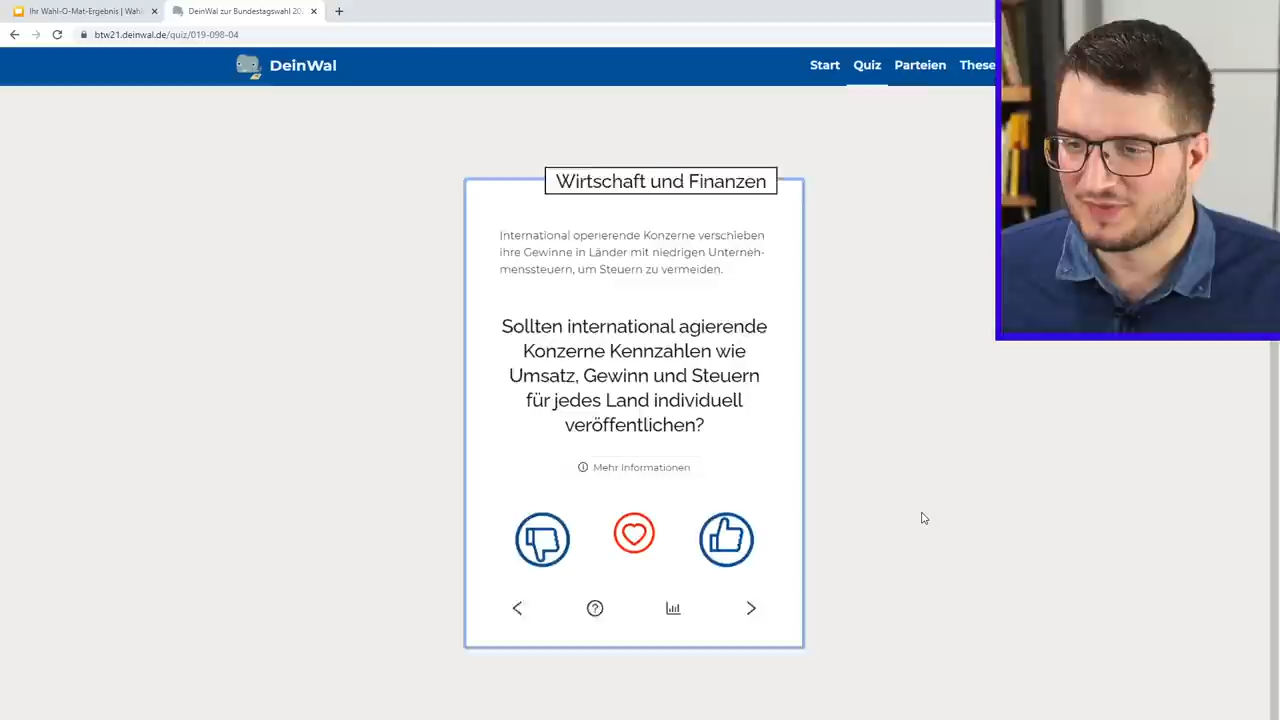 Ihr Wahl-O-Mat-Ergebnis | Wahl
DeinWal zur Bundestagswahl 20
btw21.deinwal.de/quiz/019-098-04
DeinWal
Start Quiz Parteien These
Wirtschaft und Finanzen
International operierende Konzerne verschieben
ihre Gewinne in Länder mit niedrigen Unterneh-
menssteuern, um Steuern zu vermeiden.
Sollten international agierende
Konzerne Kennzahlen wie
Umsatz, Gewinn und Steuern
für jedes Land individuell
veröffentlichen?
Mehr Informationen